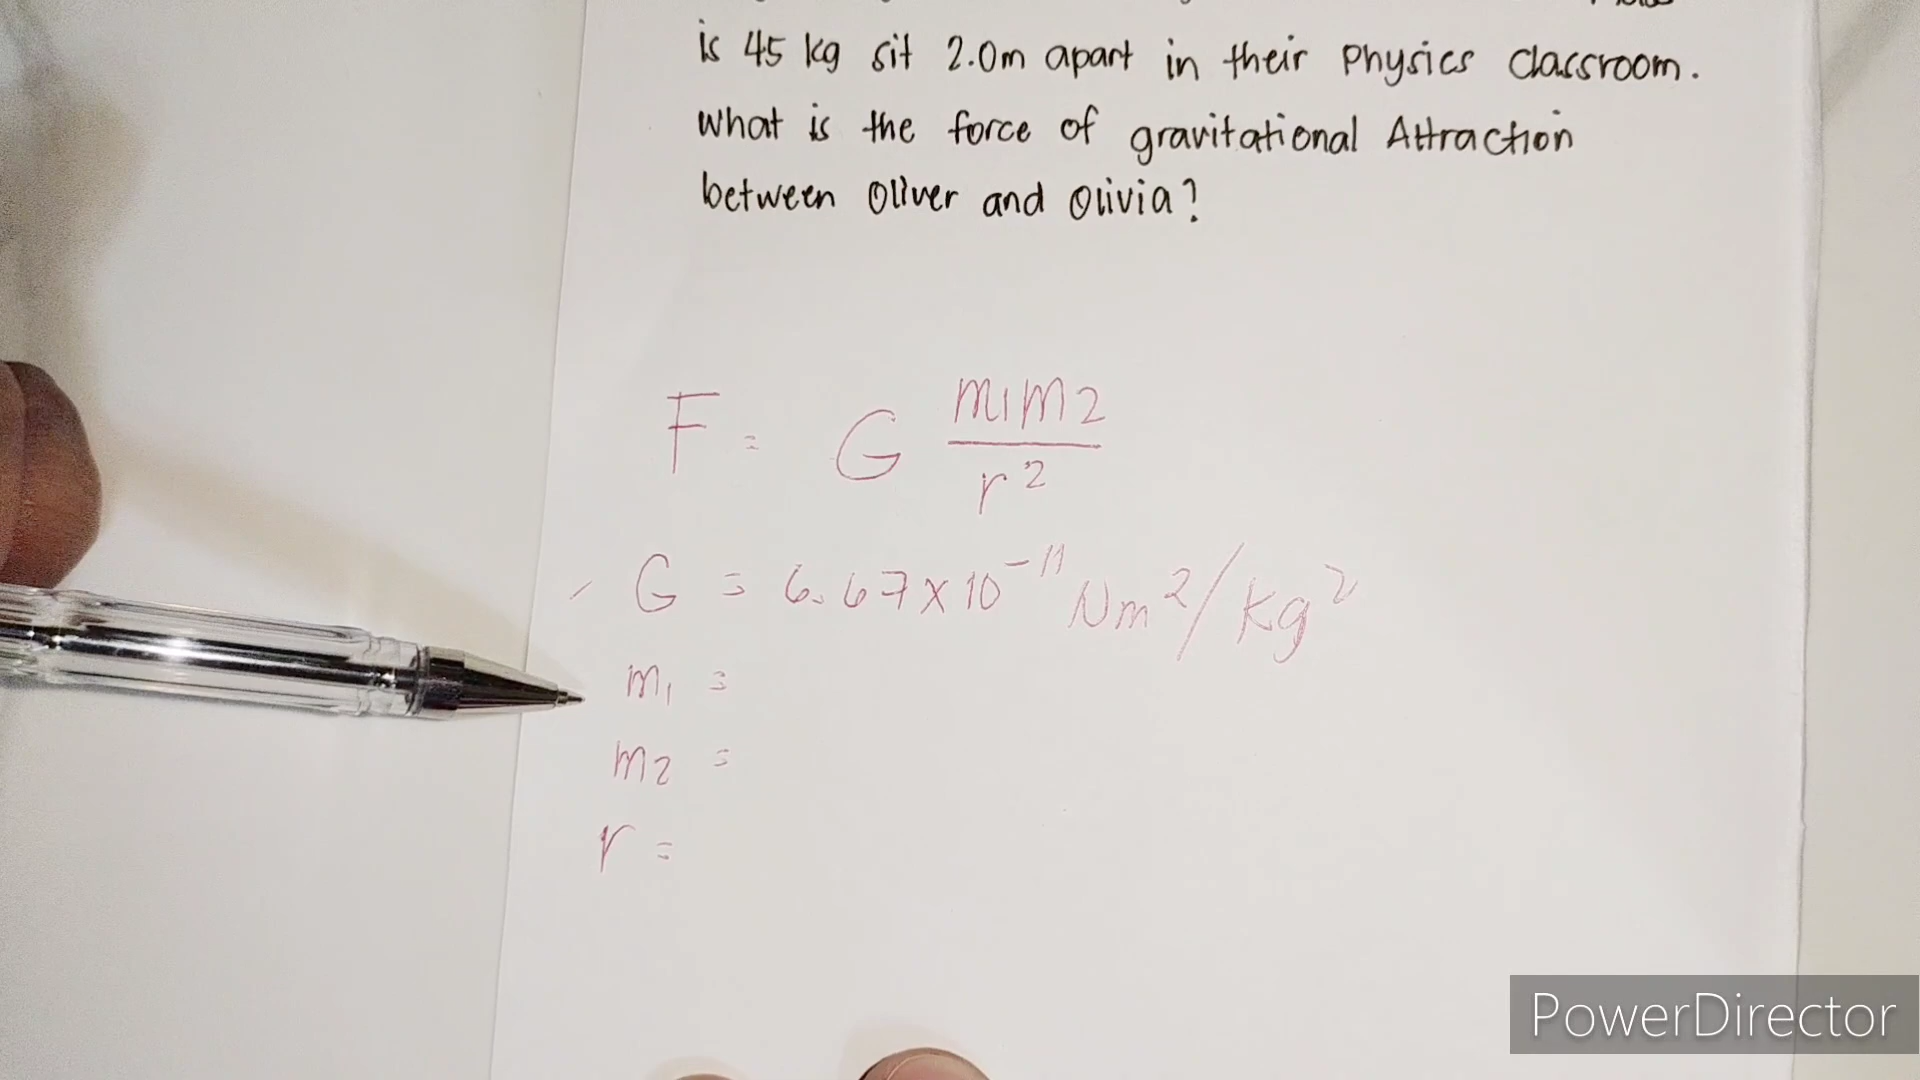 is 45 kg sit 2.0m apart in their Physics Classroom.
What is the force of gravitational Attraction
between Oliver and Olivia?
F = G m1m2 / r²
G = 6.67 x 10⁻¹¹ Nm²/kg²
m₁ =
m2 =
r =
PowerDirector